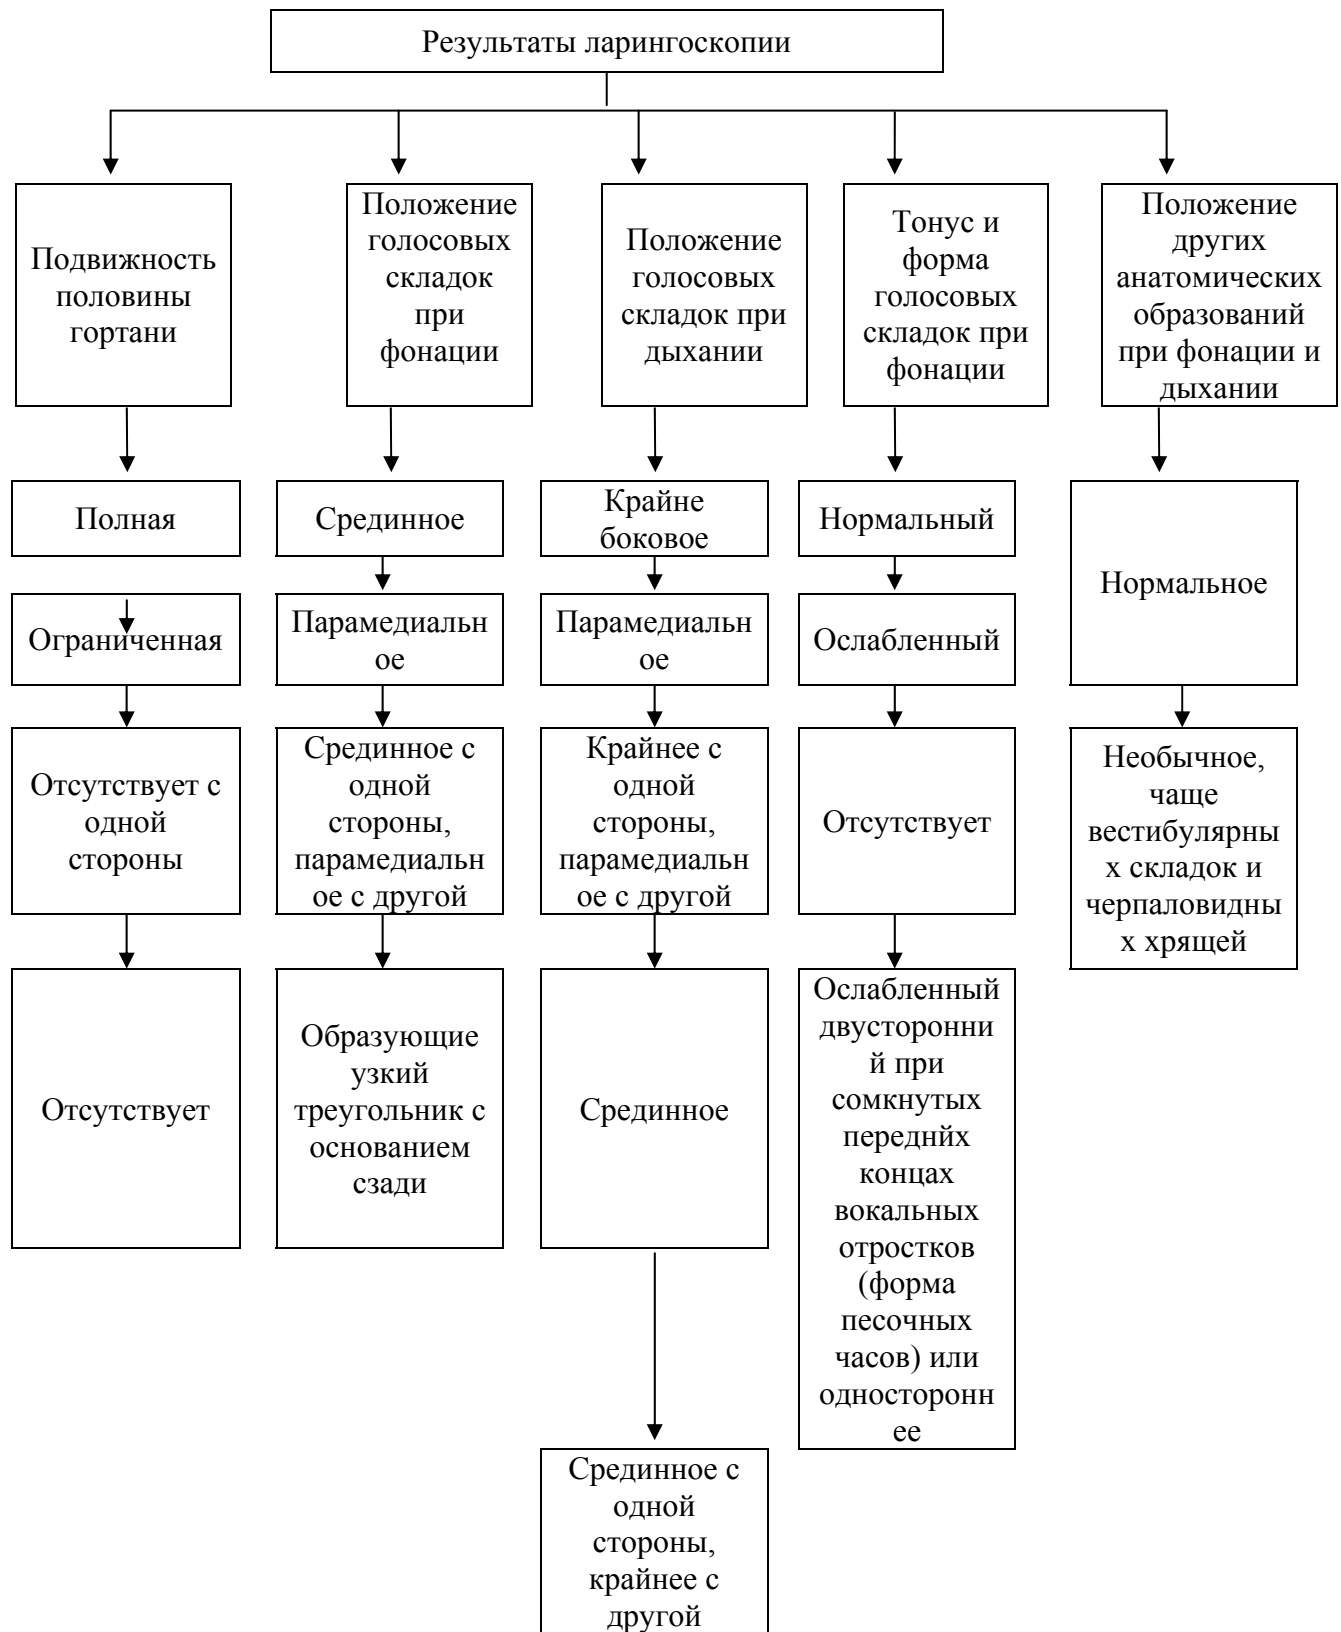 Результаты ларингоскопии
Подвижность
половины
гортани
Положение
голосовых
складок
при
фонации
Положение
голосовых
складок при
дыхании
Тонус и
форма
голосовых
складок при
фонации
Положение
других
анатомических
образований
при фонации и
дыхании
Полная
Срединное
Крайне
боковое
Нормальный
Нормальное
Ограниченная
Парамедиальн
ое
Парамедиальн
ое
Ослабленный
Отсутствует с
одной
стороны
Срединное с
одной
стороны,
парамедиальн
ое с другой
Крайнее с
одной
стороны,
парамедиальн
ое с другой
Отсутствует
Необычное,
чаще
вестибулярны
х складок и
черпаловидны
х хрящей
Отсутствует
Образующие
узкий
треугольник с
основанием
сзади
Срединное
Ослабленный
двусторонни
й при
сомкнутых
переднйх
концах
вокальных
отростков
(форма
песочных
часов) или
односторонн
ее
Срединное с
одной
стороны,
крайнее с
другой